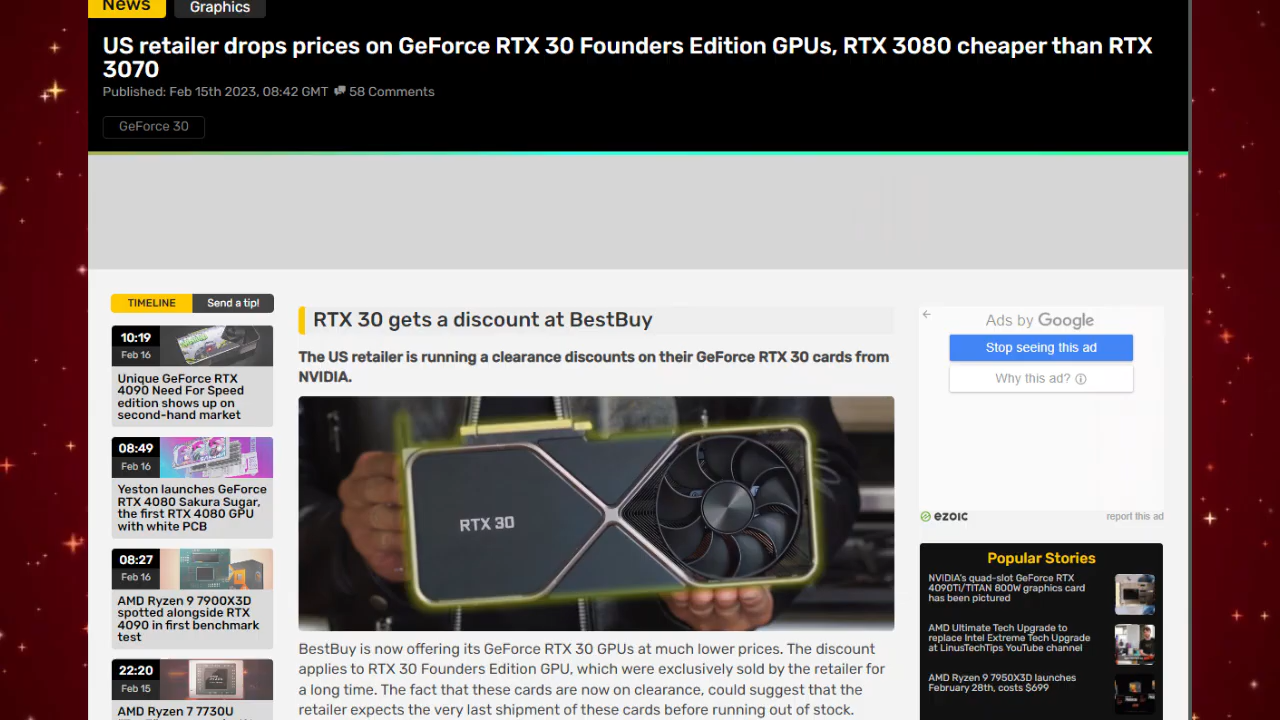 News
Graphics
US retailer drops prices on GeForce RTX 30 Founders Edition GPUs, RTX 3080 cheaper than RTX
3070
Published: Feb 15th 2023, 08:42 GMT 58 Comments
GeForce 30
TIMELINE
Send a tip!
10:19
Feb 16
Unique GeForce RTX
4090 Need For Speed
edition shows up on
second-hand market
08:49
Feb 16
Yeston launches GeForce
RTX 4080 Sakura Sugar,
the first RTX 4080 GPU
with white PCB
08:27
Feb 16
AMD Ryzen 9 7900X3D
spotted alongside RTX
4090 in first benchmark
test
22:20
Feb 15
AMD Ryzen 7 7730U
RTX 30 gets a discount at BestBuy
The US retailer is running a clearance discounts on their GeForce RTX 30 cards from
NVIDIA.
RTX 30
BestBuy is now offering its GeForce RTX 30 GPUs at much lower prices. The discount
applies to RTX 30 Founders Edition GPU, which were exclusively sold by the retailer for
a long time. The fact that these cards are now on clearance, could suggest that the
retailer expects the very last shipment of these cards before running out of stock.
Ads by Google
Stop seeing this ad
Why this ad?
ezoic
report this ad
Popular Stories
NVIDIA's quad-slot GeForce RTX
4090Ti/TITAN 800W graphics card
has been pictured
AMD Ultimate Tech Upgrade to
replace Intel Extreme Tech Upgrade
at LinusTechTips YouTube channel
AMD Ryzen 9 7950X3D launches
February 28th, costs $699